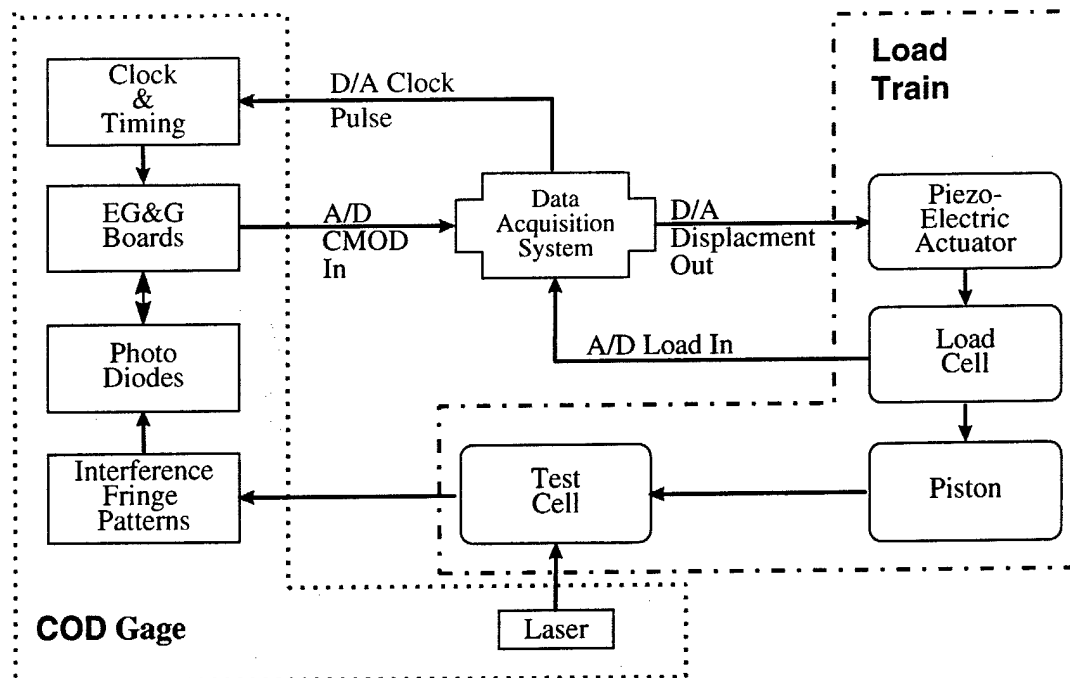 Load
Train
Clock
&
Timing
D/A Clock
Pulse
EG&G
Boards
A/D
CMOD
In
Data
Acquisition
System
D/A
Displacment
Out
Piezo-
Electric
Actuator
Photo
Diodes
A/D Load In
Load
Cell
Interference
Fringe
Patterns
Test
Cell
Piston
COD Gage
Laser